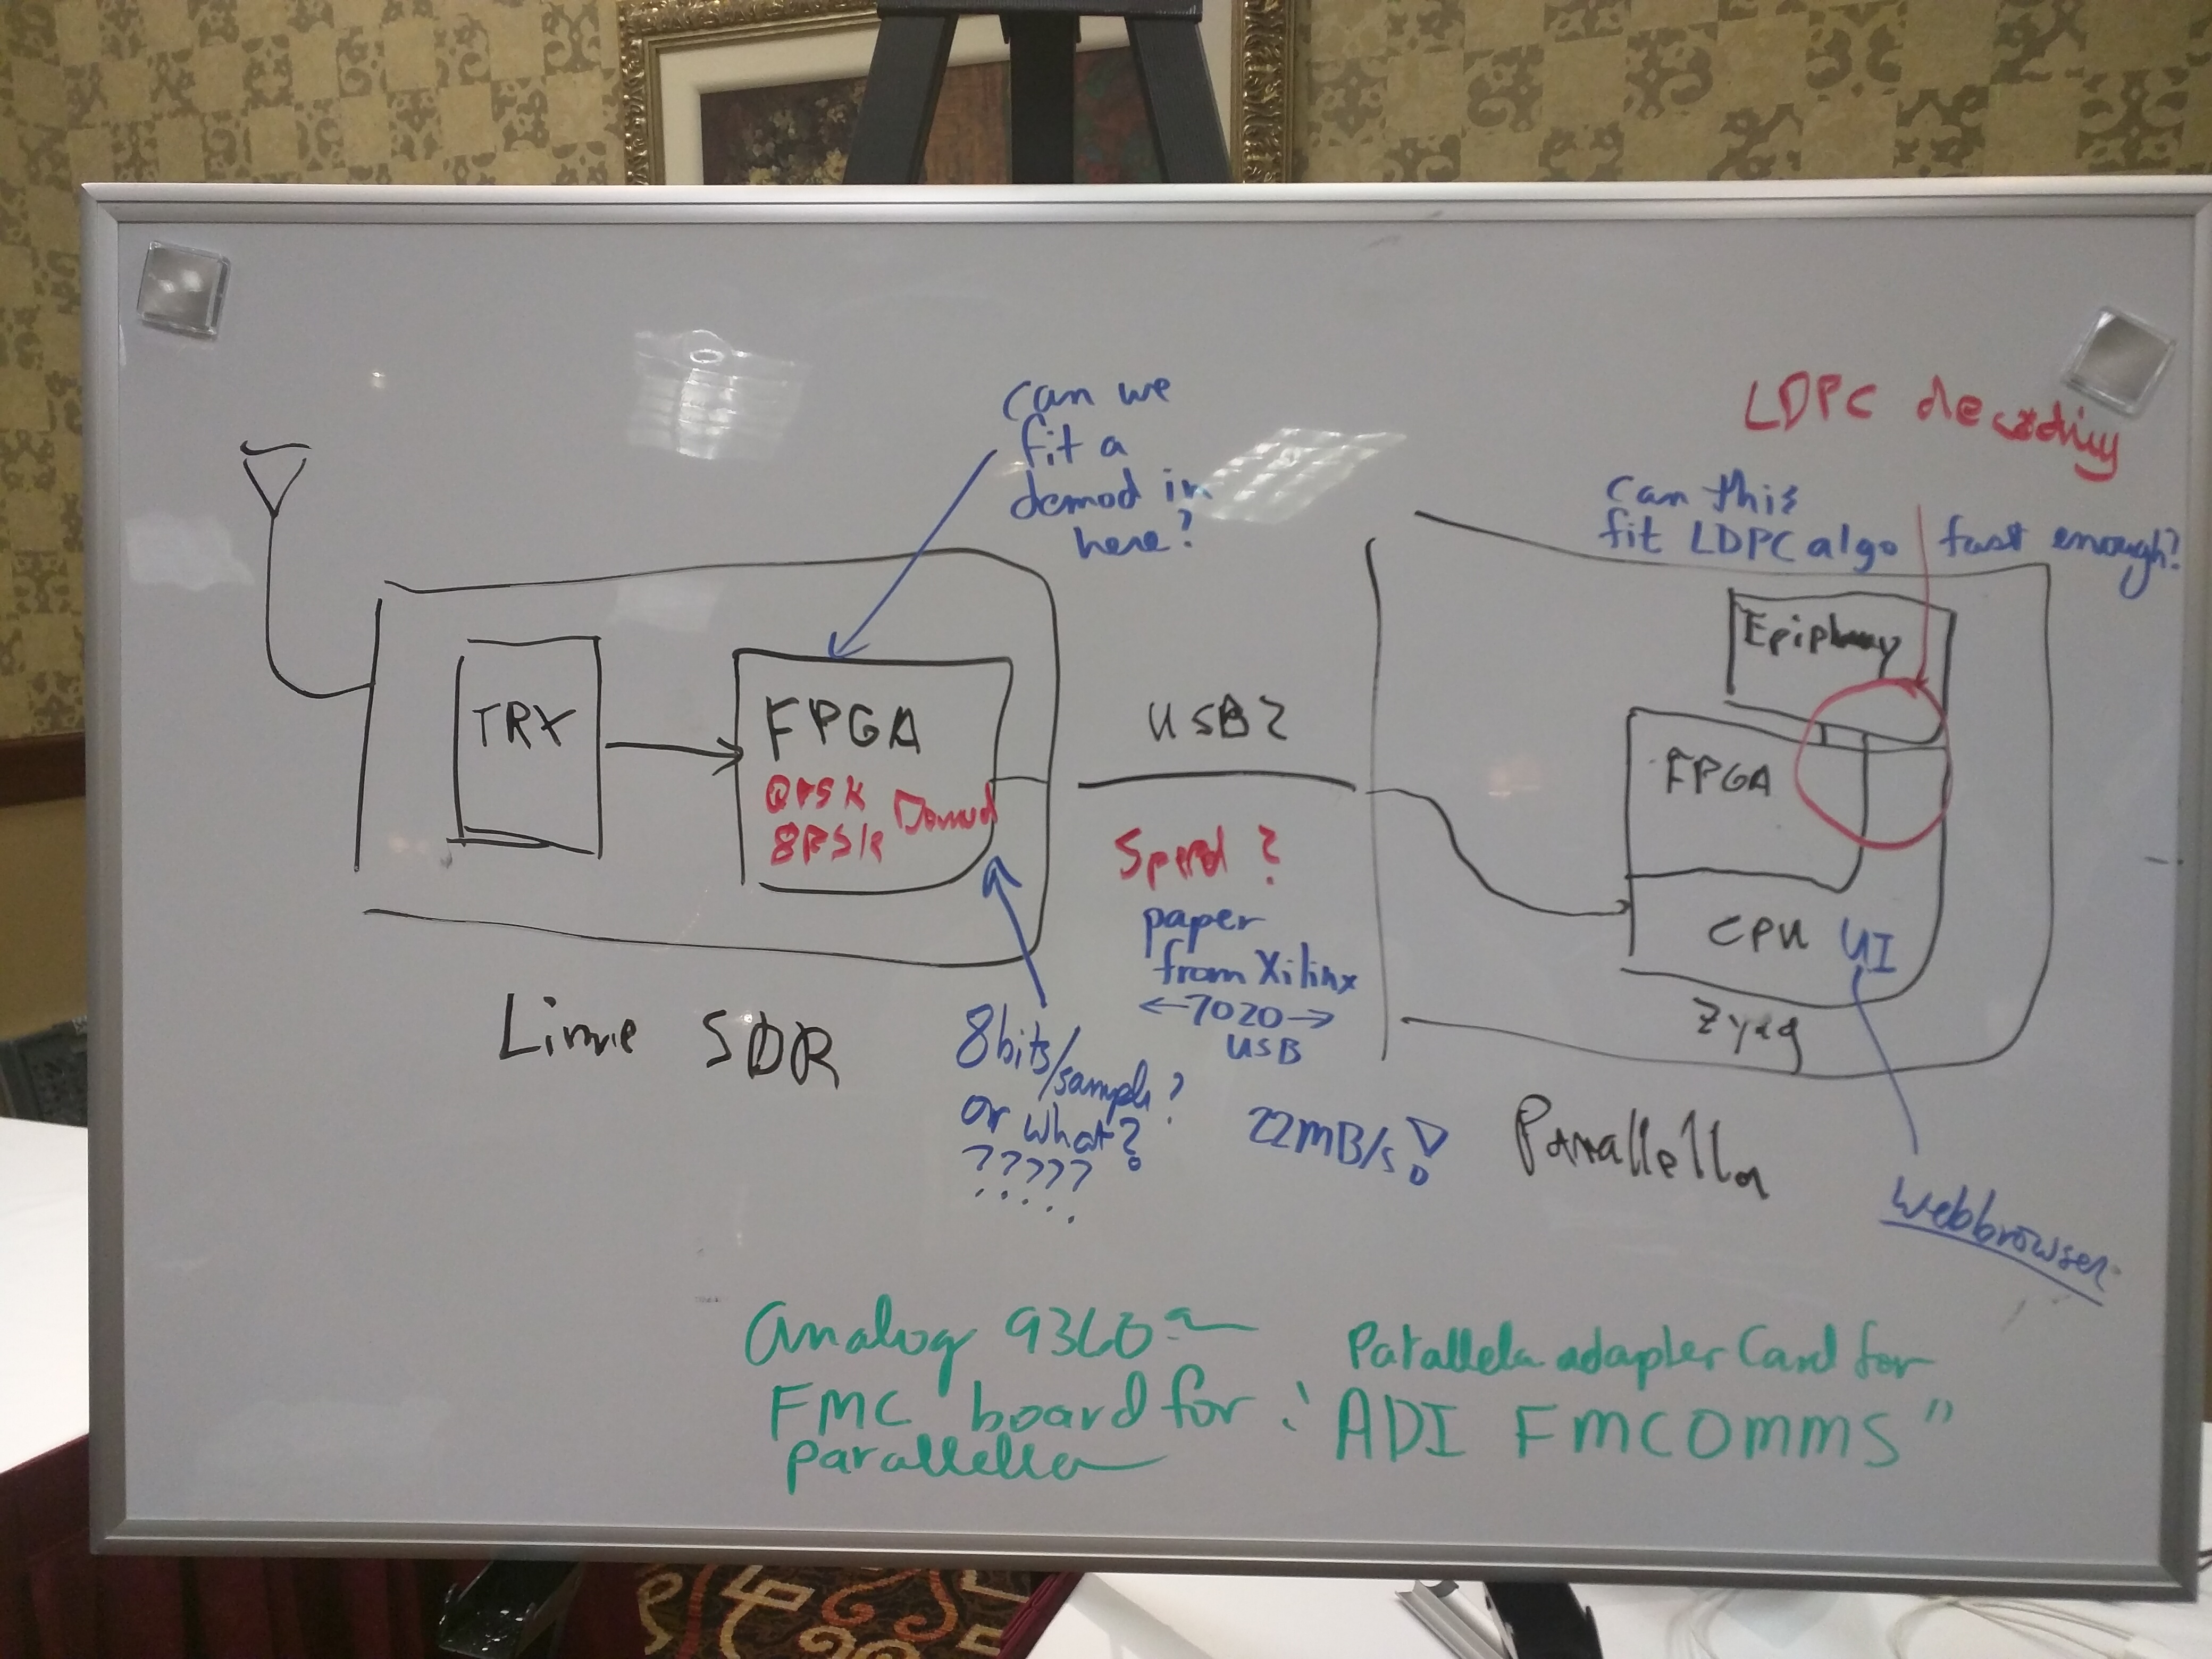 Can we
fit a
demod in
here?
LDPC decoding
Can this
fit LDPC algo fast enough?
Epiphany
TRX
FPGA
QPSK
8PSK
Demod
USB2
Speed?
paper
from Xilinx
←7020→
USB
FPGA
CPU UI
Zynq
Lime SDR
8bits/sample?
or what?
?????
22MB/s!
Parallella
webbrowser
Analog 9360
FMC board for
parallella
Parallela adapter Card for
"ADI FMCOMMS"